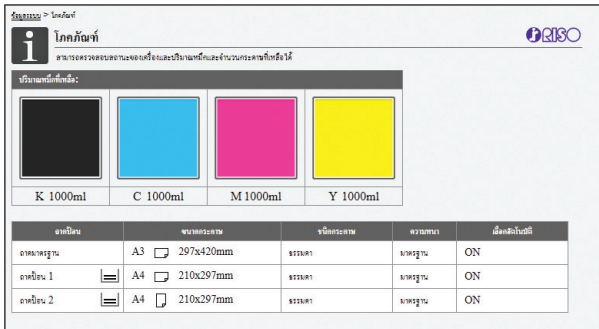 ข้อมูลระบบ > โภคภัณฑ์
i โภคภัณฑ์ RISO
สามารถตรวจสอบสถานะของเครื่องและปริมาณหมึกและจำนวนกระดาษที่เหลือได้
ปริมาณหมึกที่เหลือ:
K 1000ml C 1000ml M 1000ml Y 1000ml
ถาดป้อน ขนาดกระดาษ ชนิดกระดาษ ความหนา เลือกอัตโนมัติ
ถาดมาตรฐาน A3 297x420mm ธรรมดา มาตรฐาน ON
ถาดป้อน 1 A4 210x297mm ธรรมดา มาตรฐาน ON
ถาดป้อน 2 A4 210x297mm ธรรมดา มาตรฐาน ON